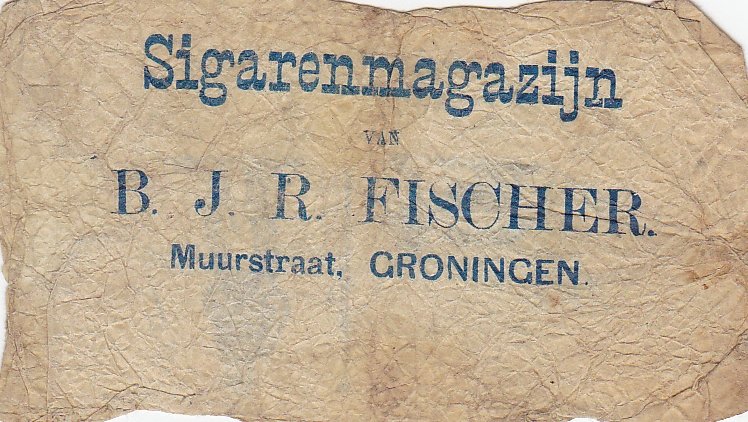 Sigarenmagazijn
VAN
B. J. R. FISCHER.
Muurstraat, GRONINGEN.